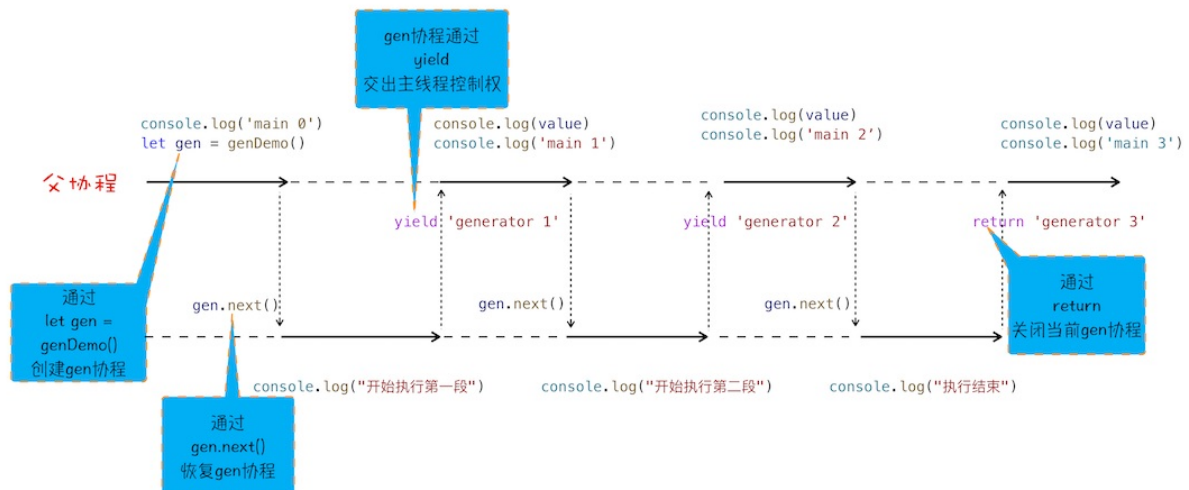 gen协程通过
yield
交出主线程控制权
console.log('main 0')
let gen = genDemo()
console.log(value)
console.log('main 1')
console.log(value)
console.log('main 2')
console.log(value)
console.log('main 3')
父协程
yield 'generator 1'
yield 'generator 2'
return 'generator 3'
通过
let gen =
genDemo()
创建gen协程
gen.next()
gen.next()
gen.next()
通过
return
关闭当前gen协程
console.log("开始执行第一段")
console.log("开始执行第二段")
console.log("执行结束")
通过
gen.next()
恢复gen协程